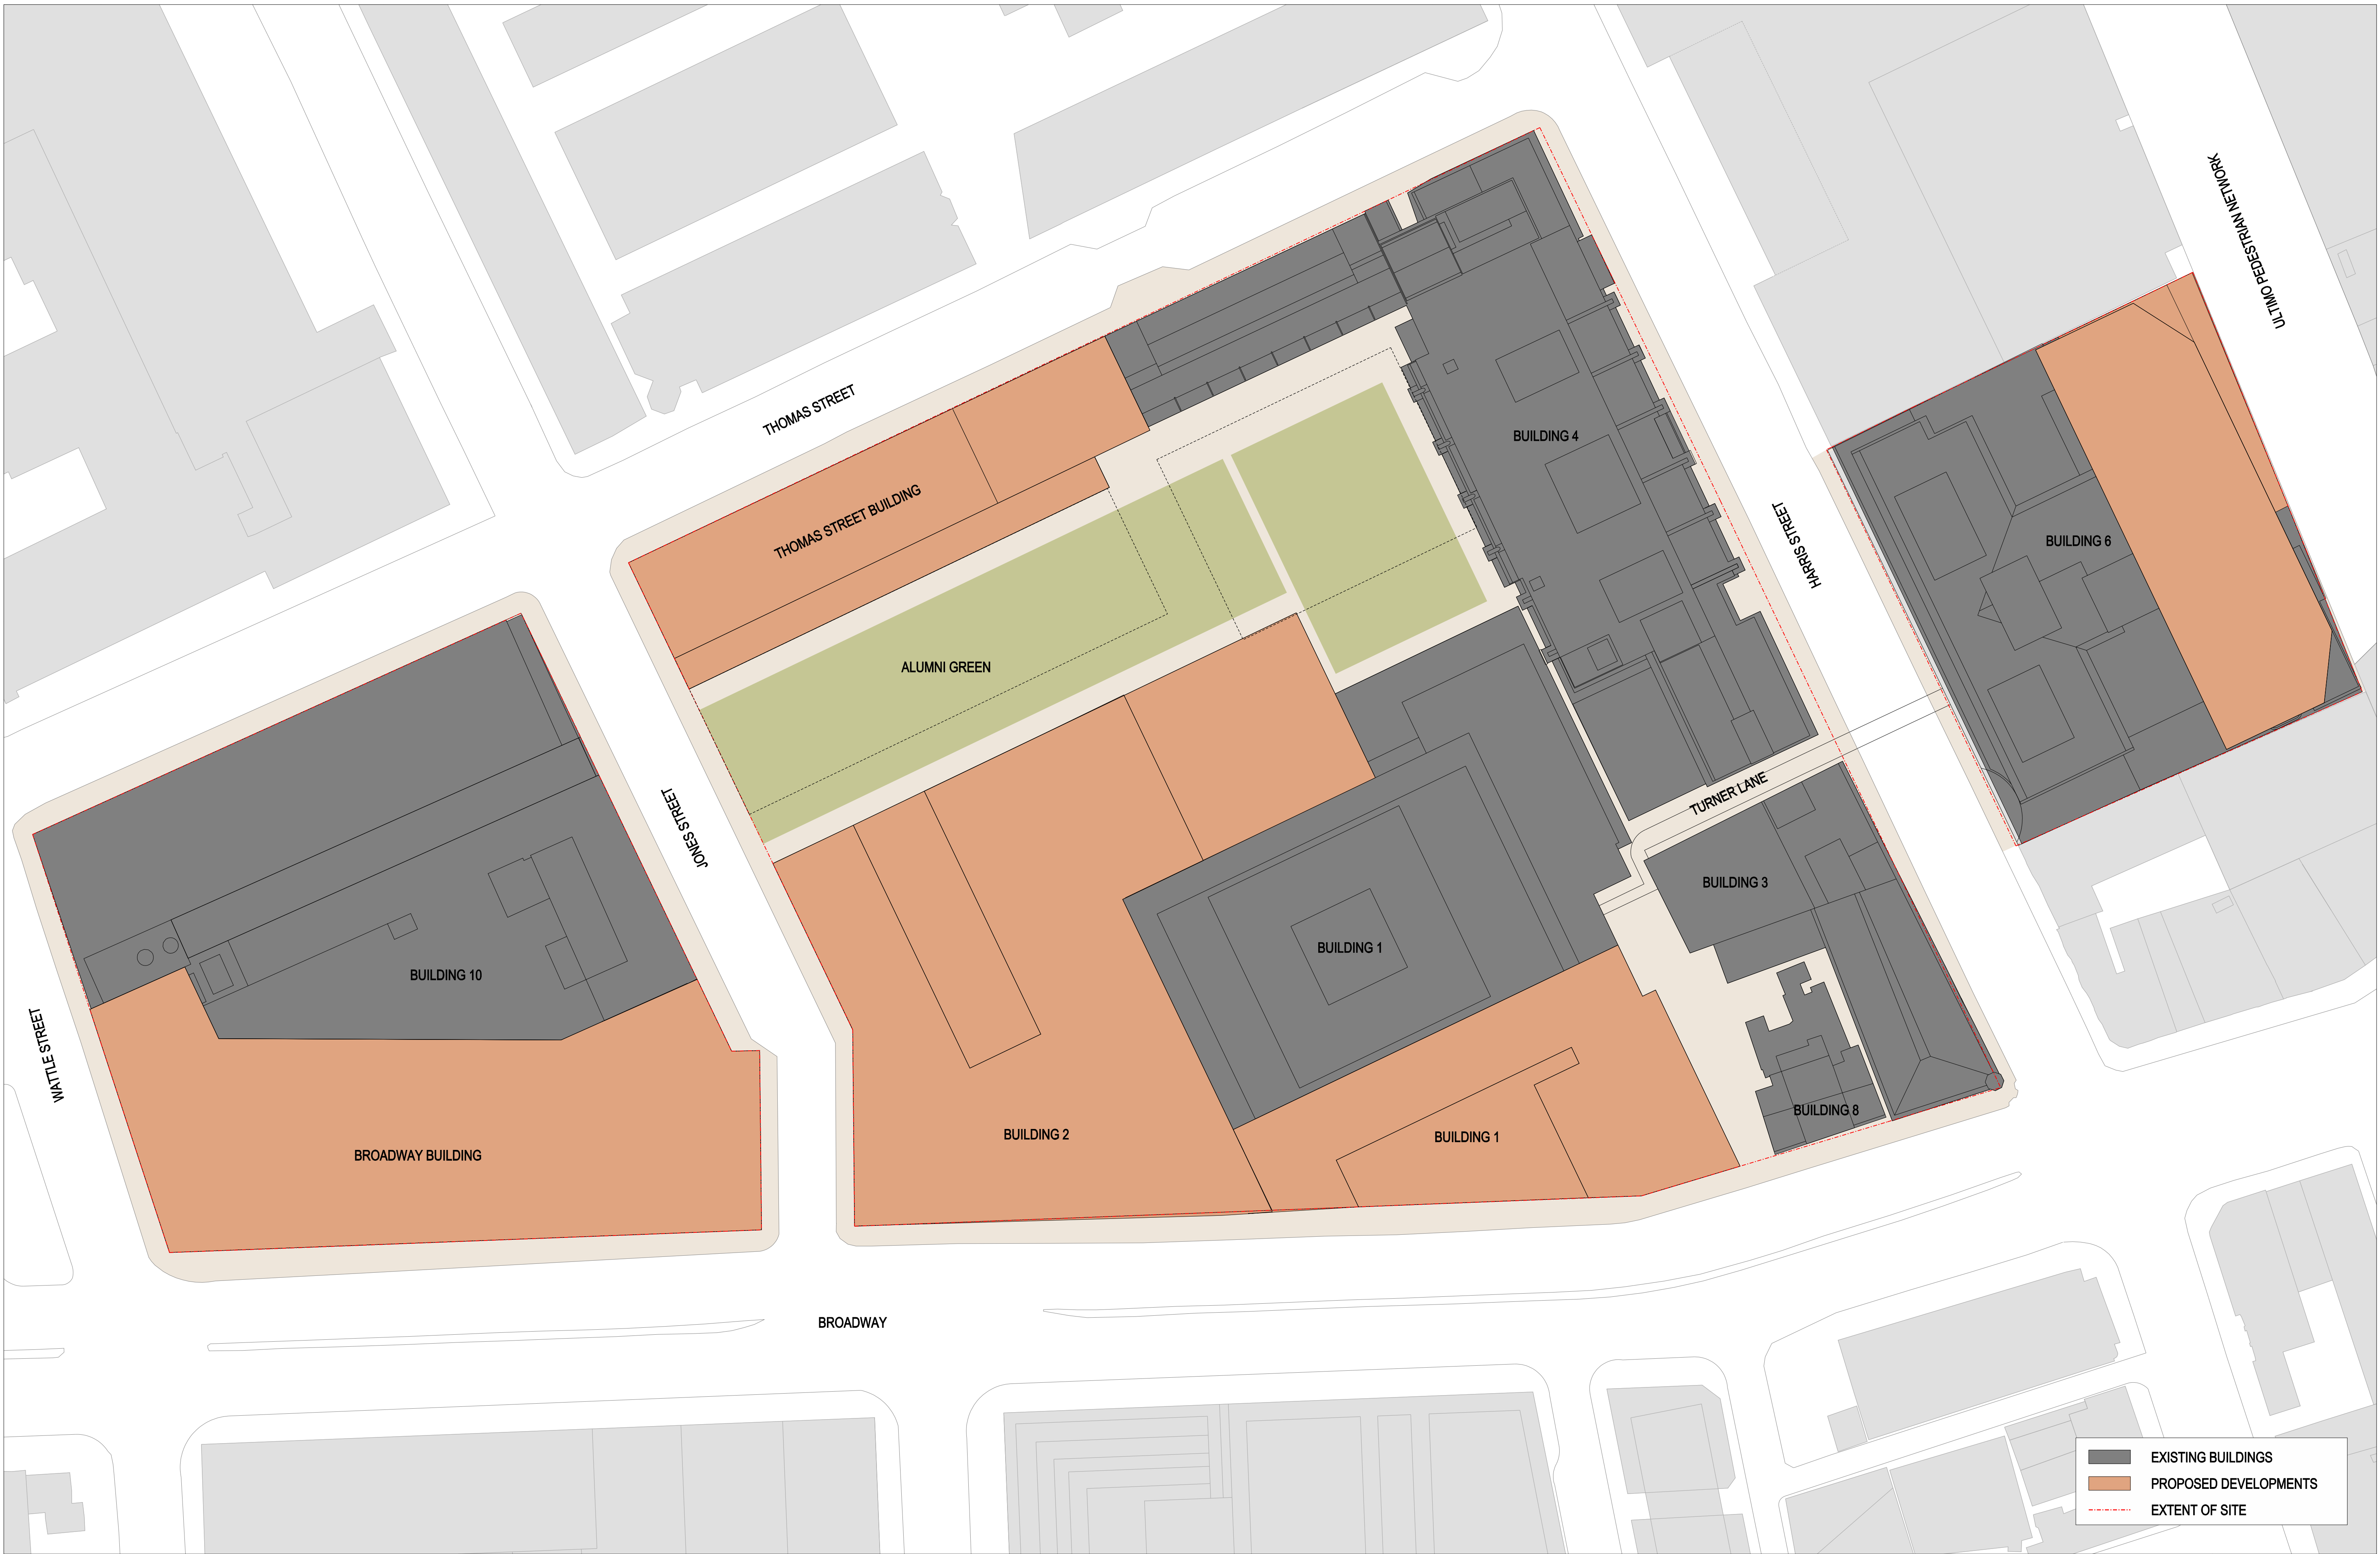 ULTIMO PEDESTRIAN NETWORK
THOMAS STREET
BUILDING 4
THOMAS STREET BUILDING
HARRIS STREET
BUILDING 6
ALUMNI GREEN
JONES STREET
TURNER LANE
BUILDING 3
BUILDING 1
BUILDING 10
WATTLE STREET
BUILDING 8
BUILDING 2
BUILDING 1
BROADWAY BUILDING
BROADWAY
EXISTING BUILDINGS
PROPOSED DEVELOPMENTS
EXTENT OF SITE